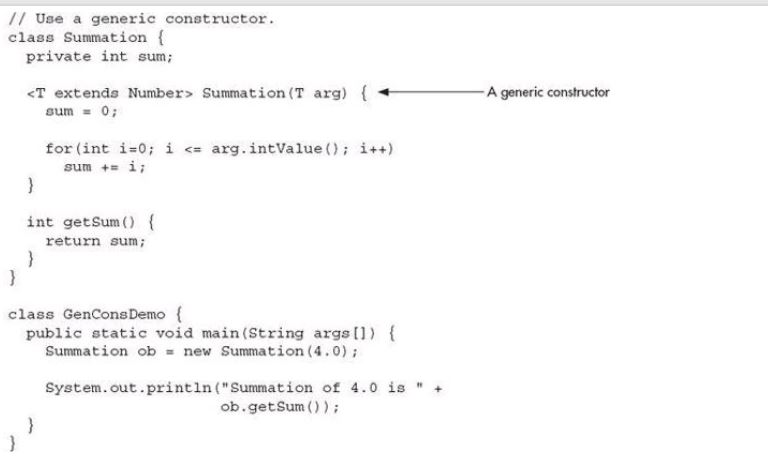 // Use a generic constructor.
class Summation {
  private int sum;

  <T extends Number> Summation(T arg) { A generic constructor
    sum = 0;

    for(int i=0; i <= arg.intValue(); i++)
      sum += i;
  }

  int getSum() {
    return sum;
  }
}

class GenConsDemo {
  public static void main(String args[]) {
    Summation ob = new Summation(4.0);

    System.out.println("Summation of 4.0 is " +
                       ob.getSum());
  }
}